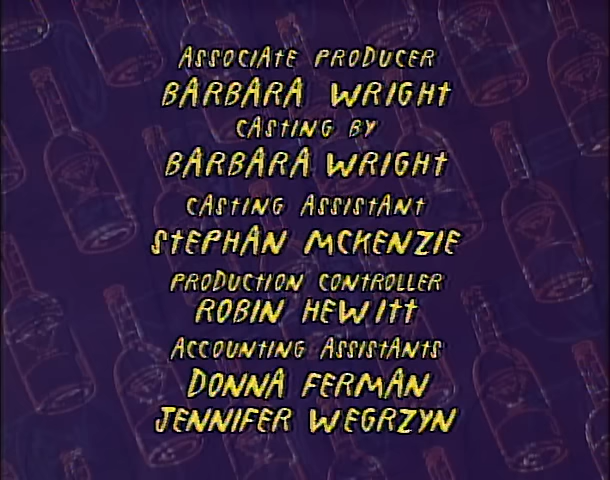 ASSOCIATE PRODUCER
BARBARA WRIGHT
CASTING BY
BARBARA WRIGHT
CASTING ASSISTANT
STEPHAN MCKENZIE
PRODUCTION CONTROLLER
ROBIN HEWITT
ACCOUNTING ASSISTANTS
DONNA FERMAN
JENNIFER WEGRZYN